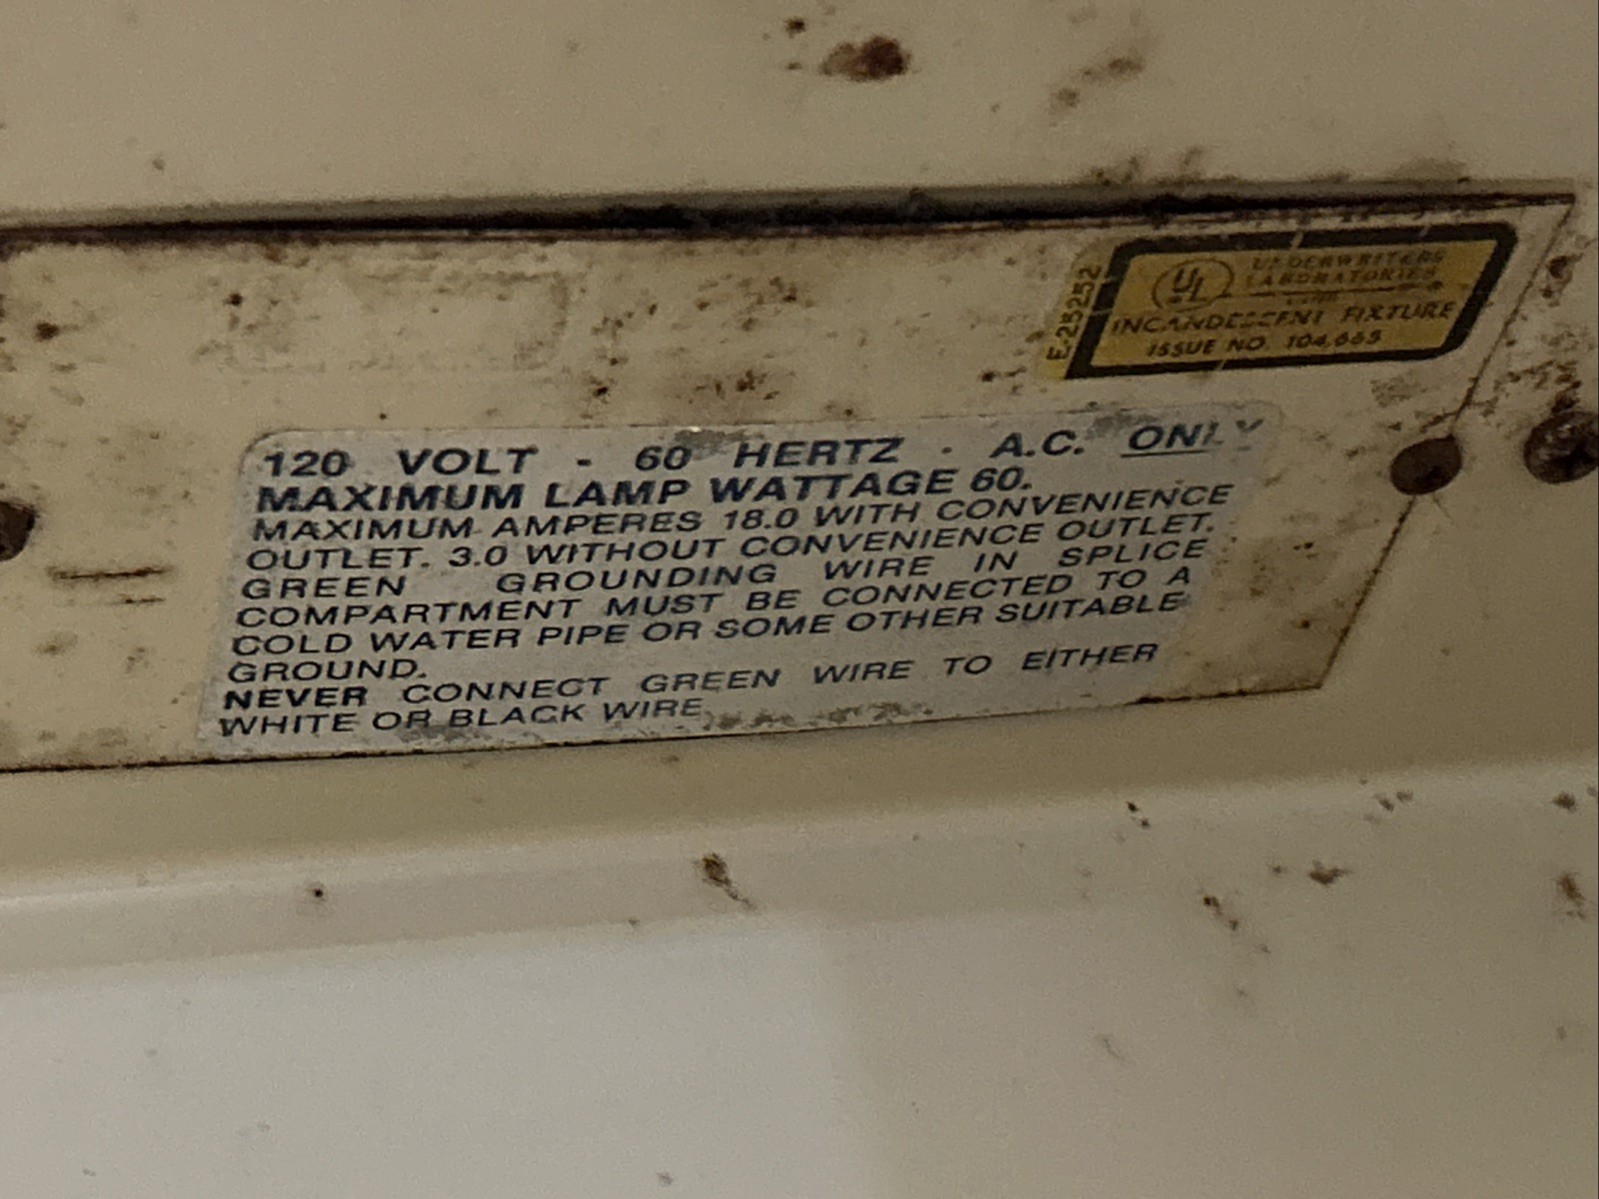 E-25252
UL
UNDERWRITERS
LABORATORIES
INCANDESCENT FIXTURE
ISSUE NO. 104,665
120 VOLT - 60 HERTZ - A.C. ONLY
MAXIMUM LAMP WATTAGE 60.
MAXIMUM AMPERES 18.0 WITH CONVENIENCE
OUTLET. 3.0 WITHOUT CONVENIENCE OUTLET.
GREEN GROUNDING WIRE IN SPLICE
COMPARTMENT MUST BE CONNECTED TO A
COLD WATER PIPE OR SOME OTHER SUITABLE
GROUND.
NEVER CONNECT GREEN WIRE TO EITHER
WHITE OR BLACK WIRE